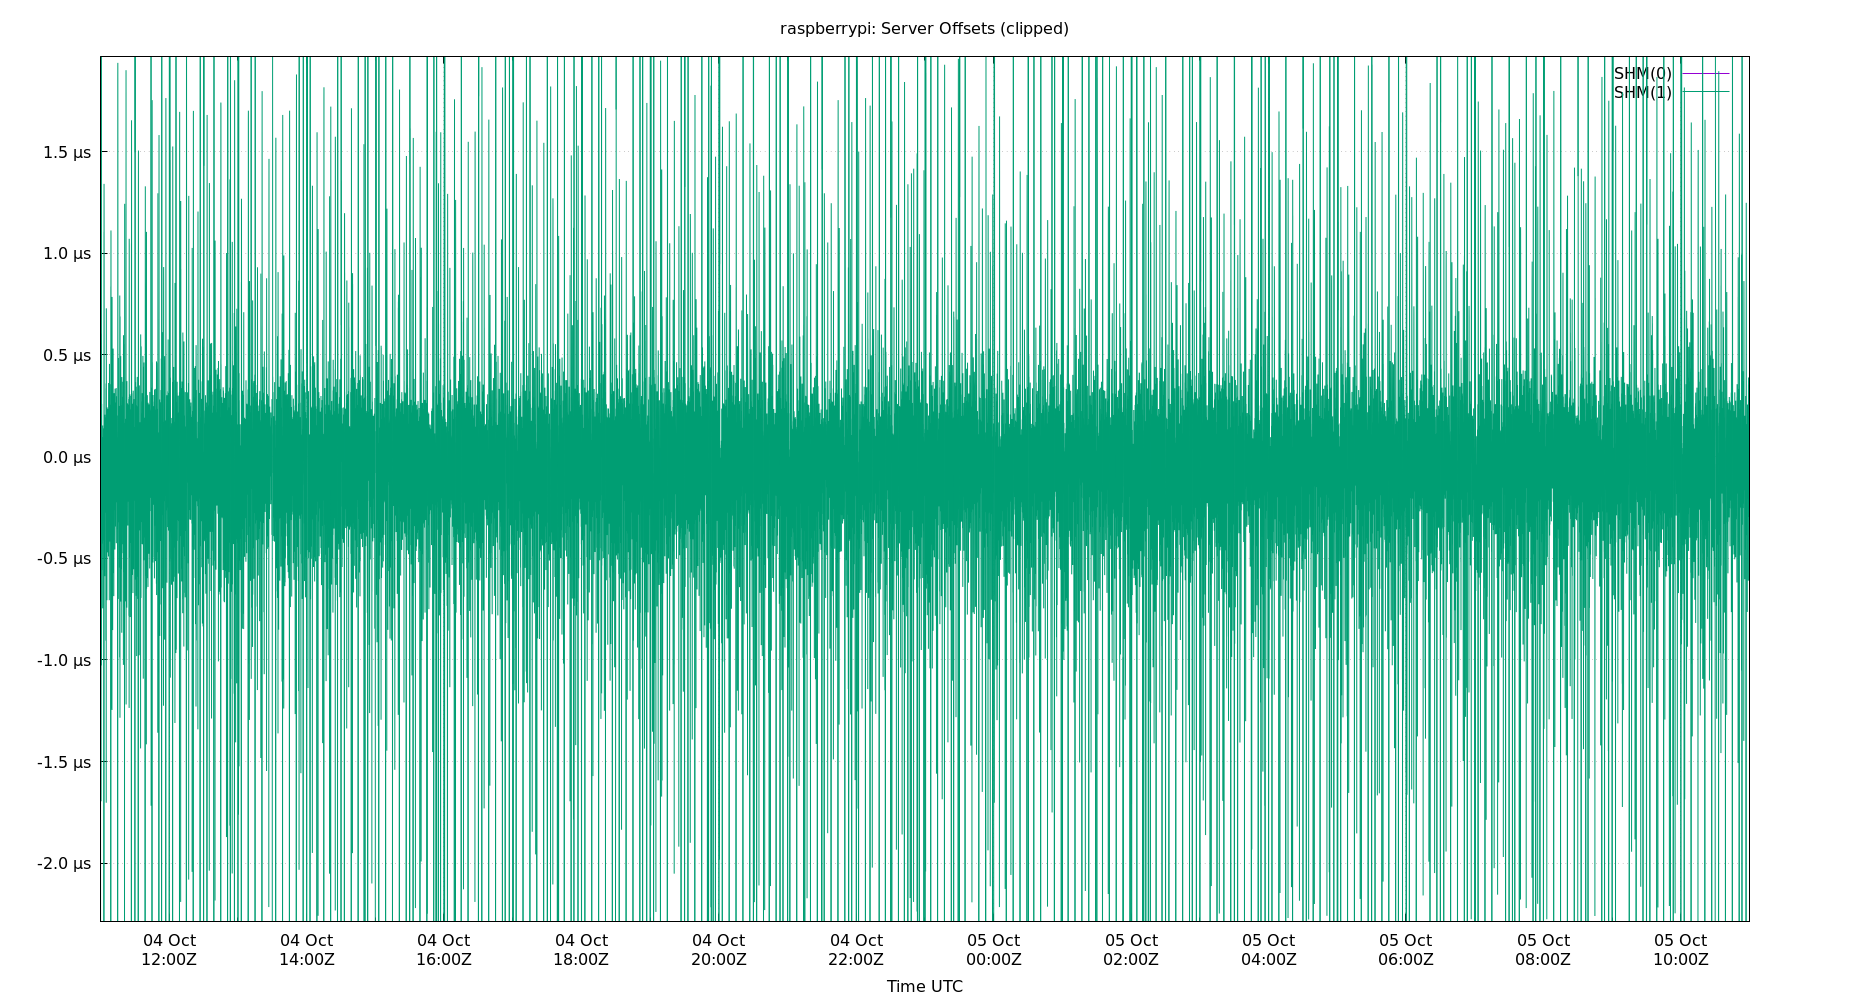 raspberrypi: Server Offsets (clipped)
SHM(0)
SHM(1)
1.5 µs
1.0 µs
0.5 µs
0.0 µs
-0.5 µs
-1.0 µs
-1.5 µs
-2.0 µs
04 Oct 04 Oct 04 Oct 04 Oct 04 Oct 04 Oct 05 Oct 05 Oct 05 Oct 05 Oct 05 Oct 05 Oct
12:00Z 14:00Z 16:00Z 18:00Z 20:00Z 22:00Z 00:00Z 02:00Z 04:00Z 06:00Z 08:00Z 10:00Z
Time UTC